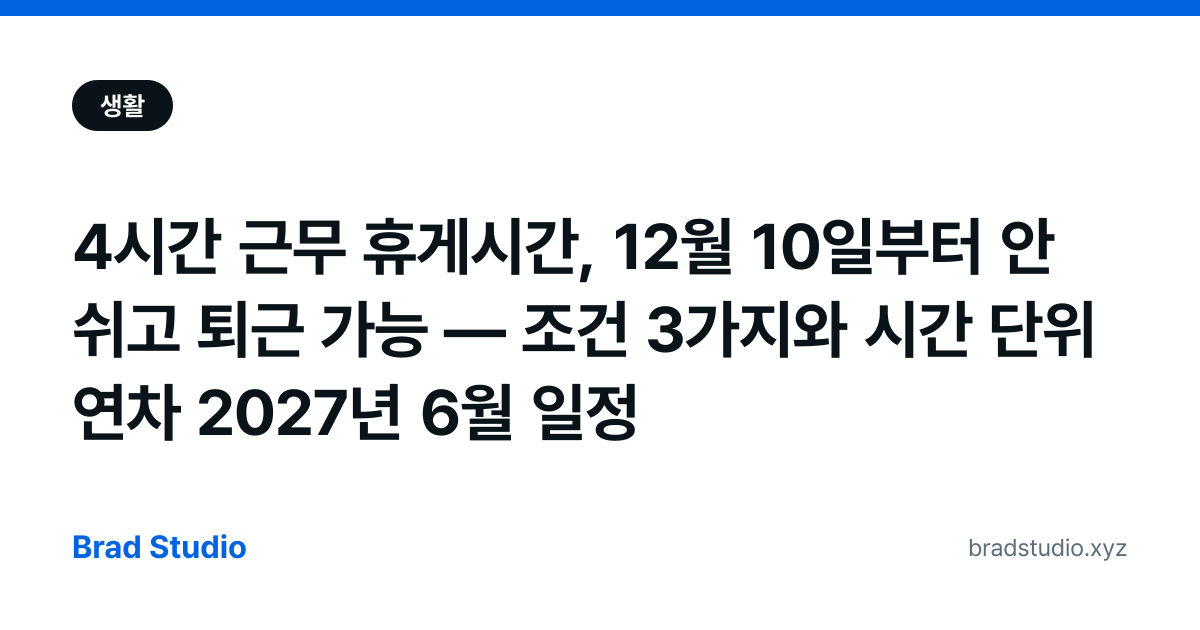 생활
4시간 근무 휴게시간, 12월 10일부터 안
쉬고 퇴근 가능 — 조건 3가지와 시간 단위
연차 2027년 6월 일정
Brad Studio
bradstudio.xyz